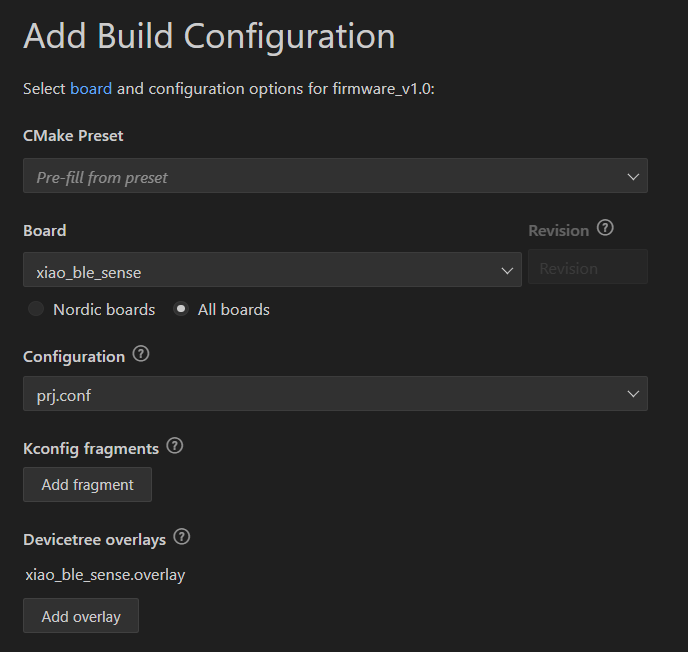 Add Build Configuration
Select board and configuration options for firmware_v1.0:
CMake Preset
Pre-fill from preset
Board
Revision ?
xiao_ble_sense
Revision
Nordic boards
All boards
Configuration ?
prj.conf
Kconfig fragments ?
Add fragment
Devicetree overlays ?
xiao_ble_sense.overlay
Add overlay